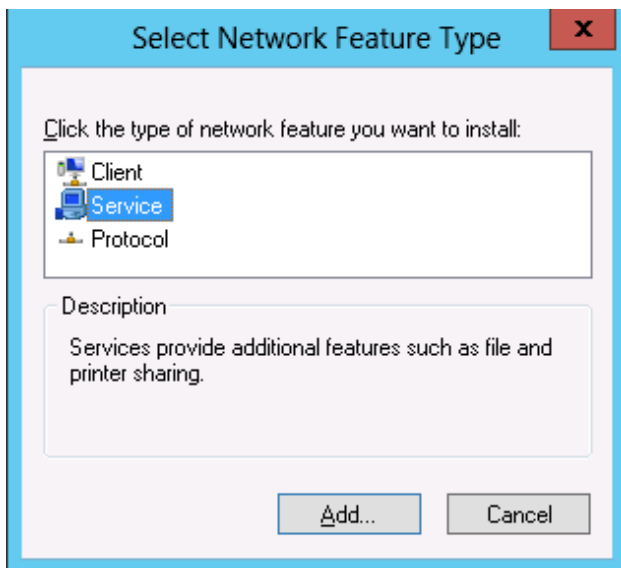 Select Network Feature Type
x
Click the type of network feature you want to install:
Client
Service
Protocol
Description
Services provide additional features such as file and
printer sharing.
Add...
Cancel